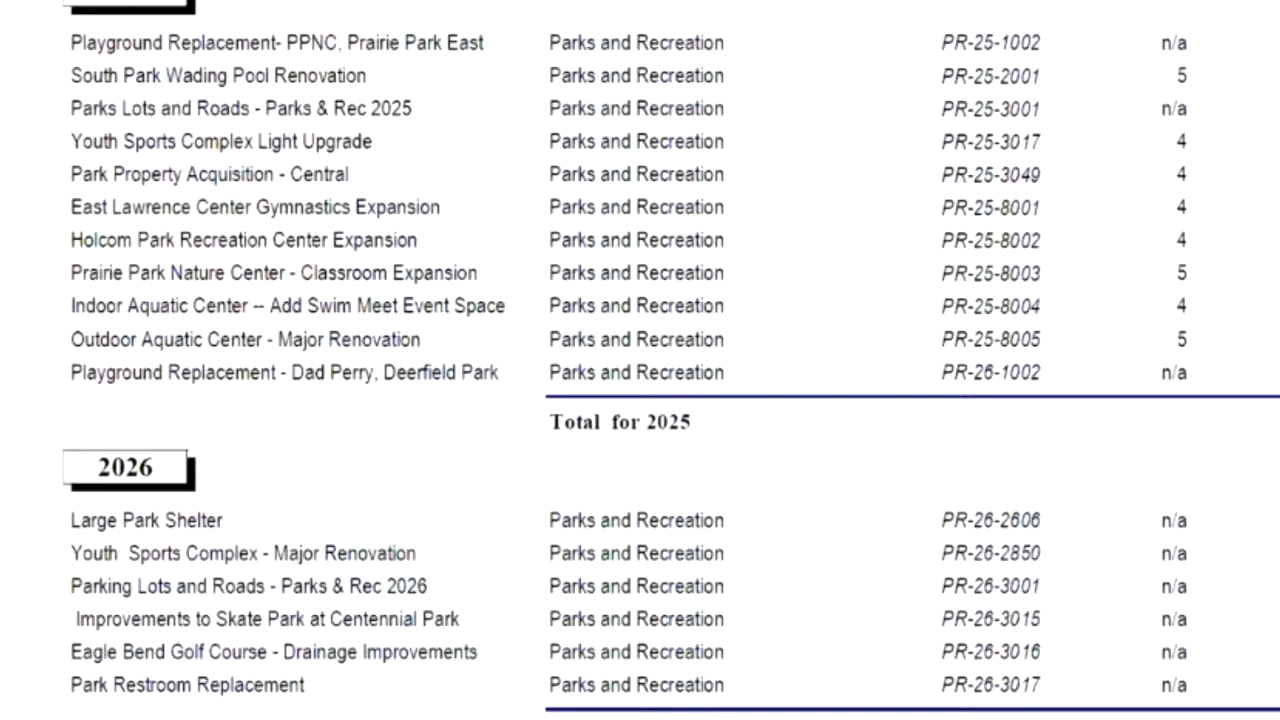 Playground Replacement- PPNC, Prairie Park East Parks and Recreation PR-25-1002 n/a
South Park Wading Pool Renovation Parks and Recreation PR-25-2001 5
Parks Lots and Roads - Parks & Rec 2025 Parks and Recreation PR-25-3001 n/a
Youth Sports Complex Light Upgrade Parks and Recreation PR-25-3017 4
Park Property Acquisition - Central Parks and Recreation PR-25-3049 4
East Lawrence Center Gymnastics Expansion Parks and Recreation PR-25-8001 4
Holcom Park Recreation Center Expansion Parks and Recreation PR-25-8002 4
Prairie Park Nature Center - Classroom Expansion Parks and Recreation PR-25-8003 5
Indoor Aquatic Center -- Add Swim Meet Event Space Parks and Recreation PR-25-8004 4
Outdoor Aquatic Center - Major Renovation Parks and Recreation PR-25-8005 5
Playground Replacement - Dad Perry, Deerfield Park Parks and Recreation PR-26-1002 n/a
Total for 2025
2026
Large Park Shelter Parks and Recreation PR-26-2606 n/a
Youth Sports Complex - Major Renovation Parks and Recreation PR-26-2850 n/a
Parking Lots and Roads - Parks & Rec 2026 Parks and Recreation PR-26-3001 n/a
Improvements to Skate Park at Centennial Park Parks and Recreation PR-26-3015 n/a
Eagle Bend Golf Course - Drainage Improvements Parks and Recreation PR-26-3016 n/a
Park Restroom Replacement Parks and Recreation PR-26-3017 n/a